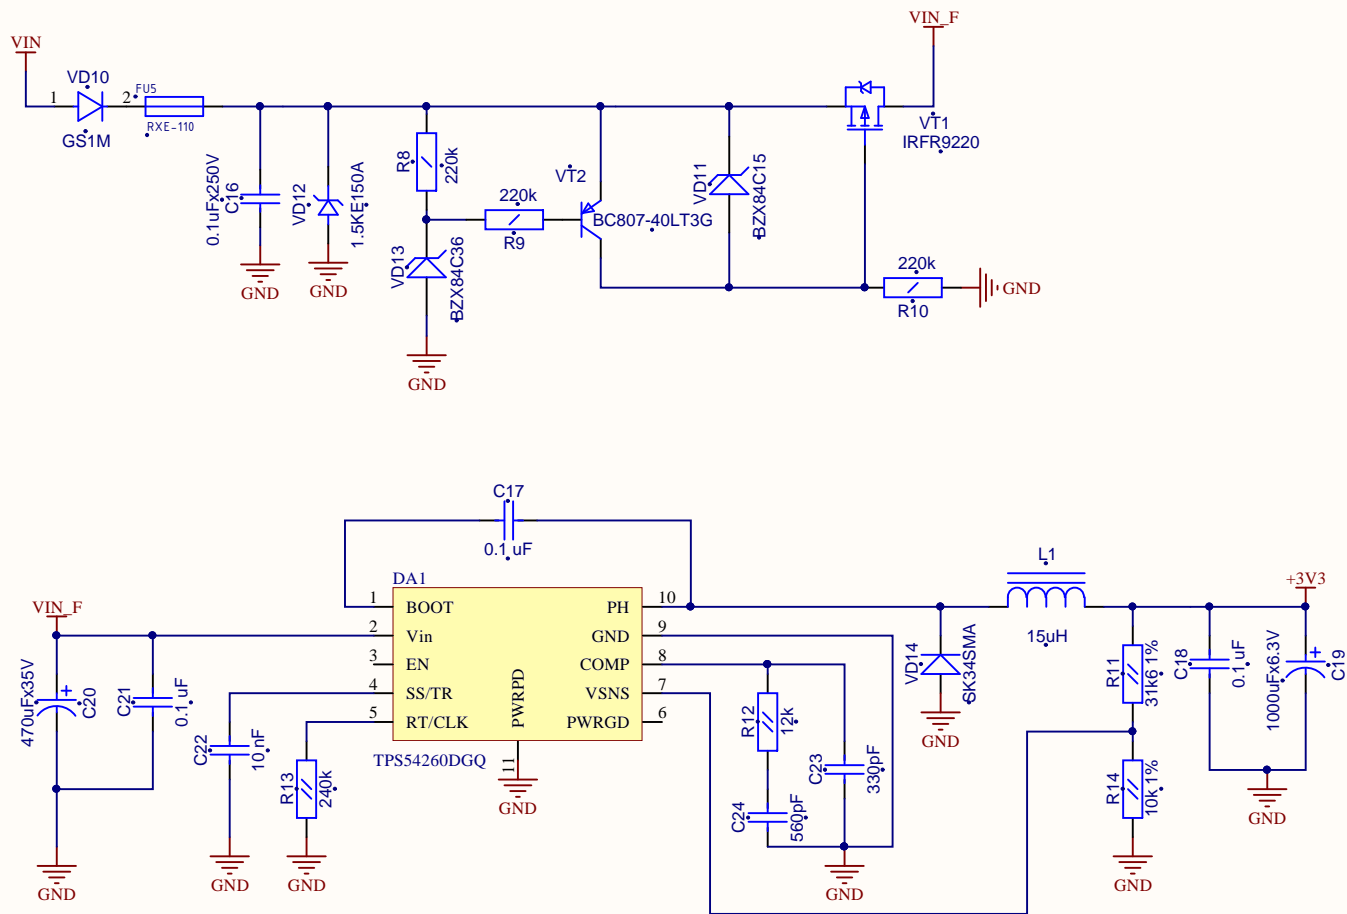 VIN
VIN_F
VD10
1
2
FU5
RXE-110
GS1M
VT1
IRFR9220
0.1uFx250V
C16
VD12
1.5KE150A
R8
220k
VT2
220k
R9
BC807-40LT3G
VD11
BZX84C15
VD13
BZX84C36
220k
R10
GND
GND
GND
GND
C17
0.1 uF
DA1
L1
+3V3
VIN_F
1
BOOT
PH
10
2
Vin
GND
9
15uH
3
EN
COMP
8
4
SS/TR
VSNS
7
5
RT/CLK
PWRGD
6
PWRPD
11
TPS54260DGQ
GND
470uFx35V
C20
C21
0.1 uF
C22
10 nF
R13
240k
R12
12k
C23
330pF
C24
560pF
VD14
SK34SMA
GND
R11
31k6 1%
C18
0.1 uF
1000uFx6.3V
C19
R14
10k 1%
GND
GND
GND
GND
GND
GND